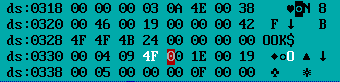 ds:0318 00 00 00 03 0A 4E 00 38 ♥◙N 8
ds:0320 00 46 00 19 00 00 00 42 F ↓ B
ds:0328 4F 4F 4B 24 00 00 00 00 OOK$
ds:0330 00 04 09 4F 00 1E 00 19 ♦○O ▲ ↓
ds:0338 00 05 00 00 00 0F 00 00 ♣ ☼